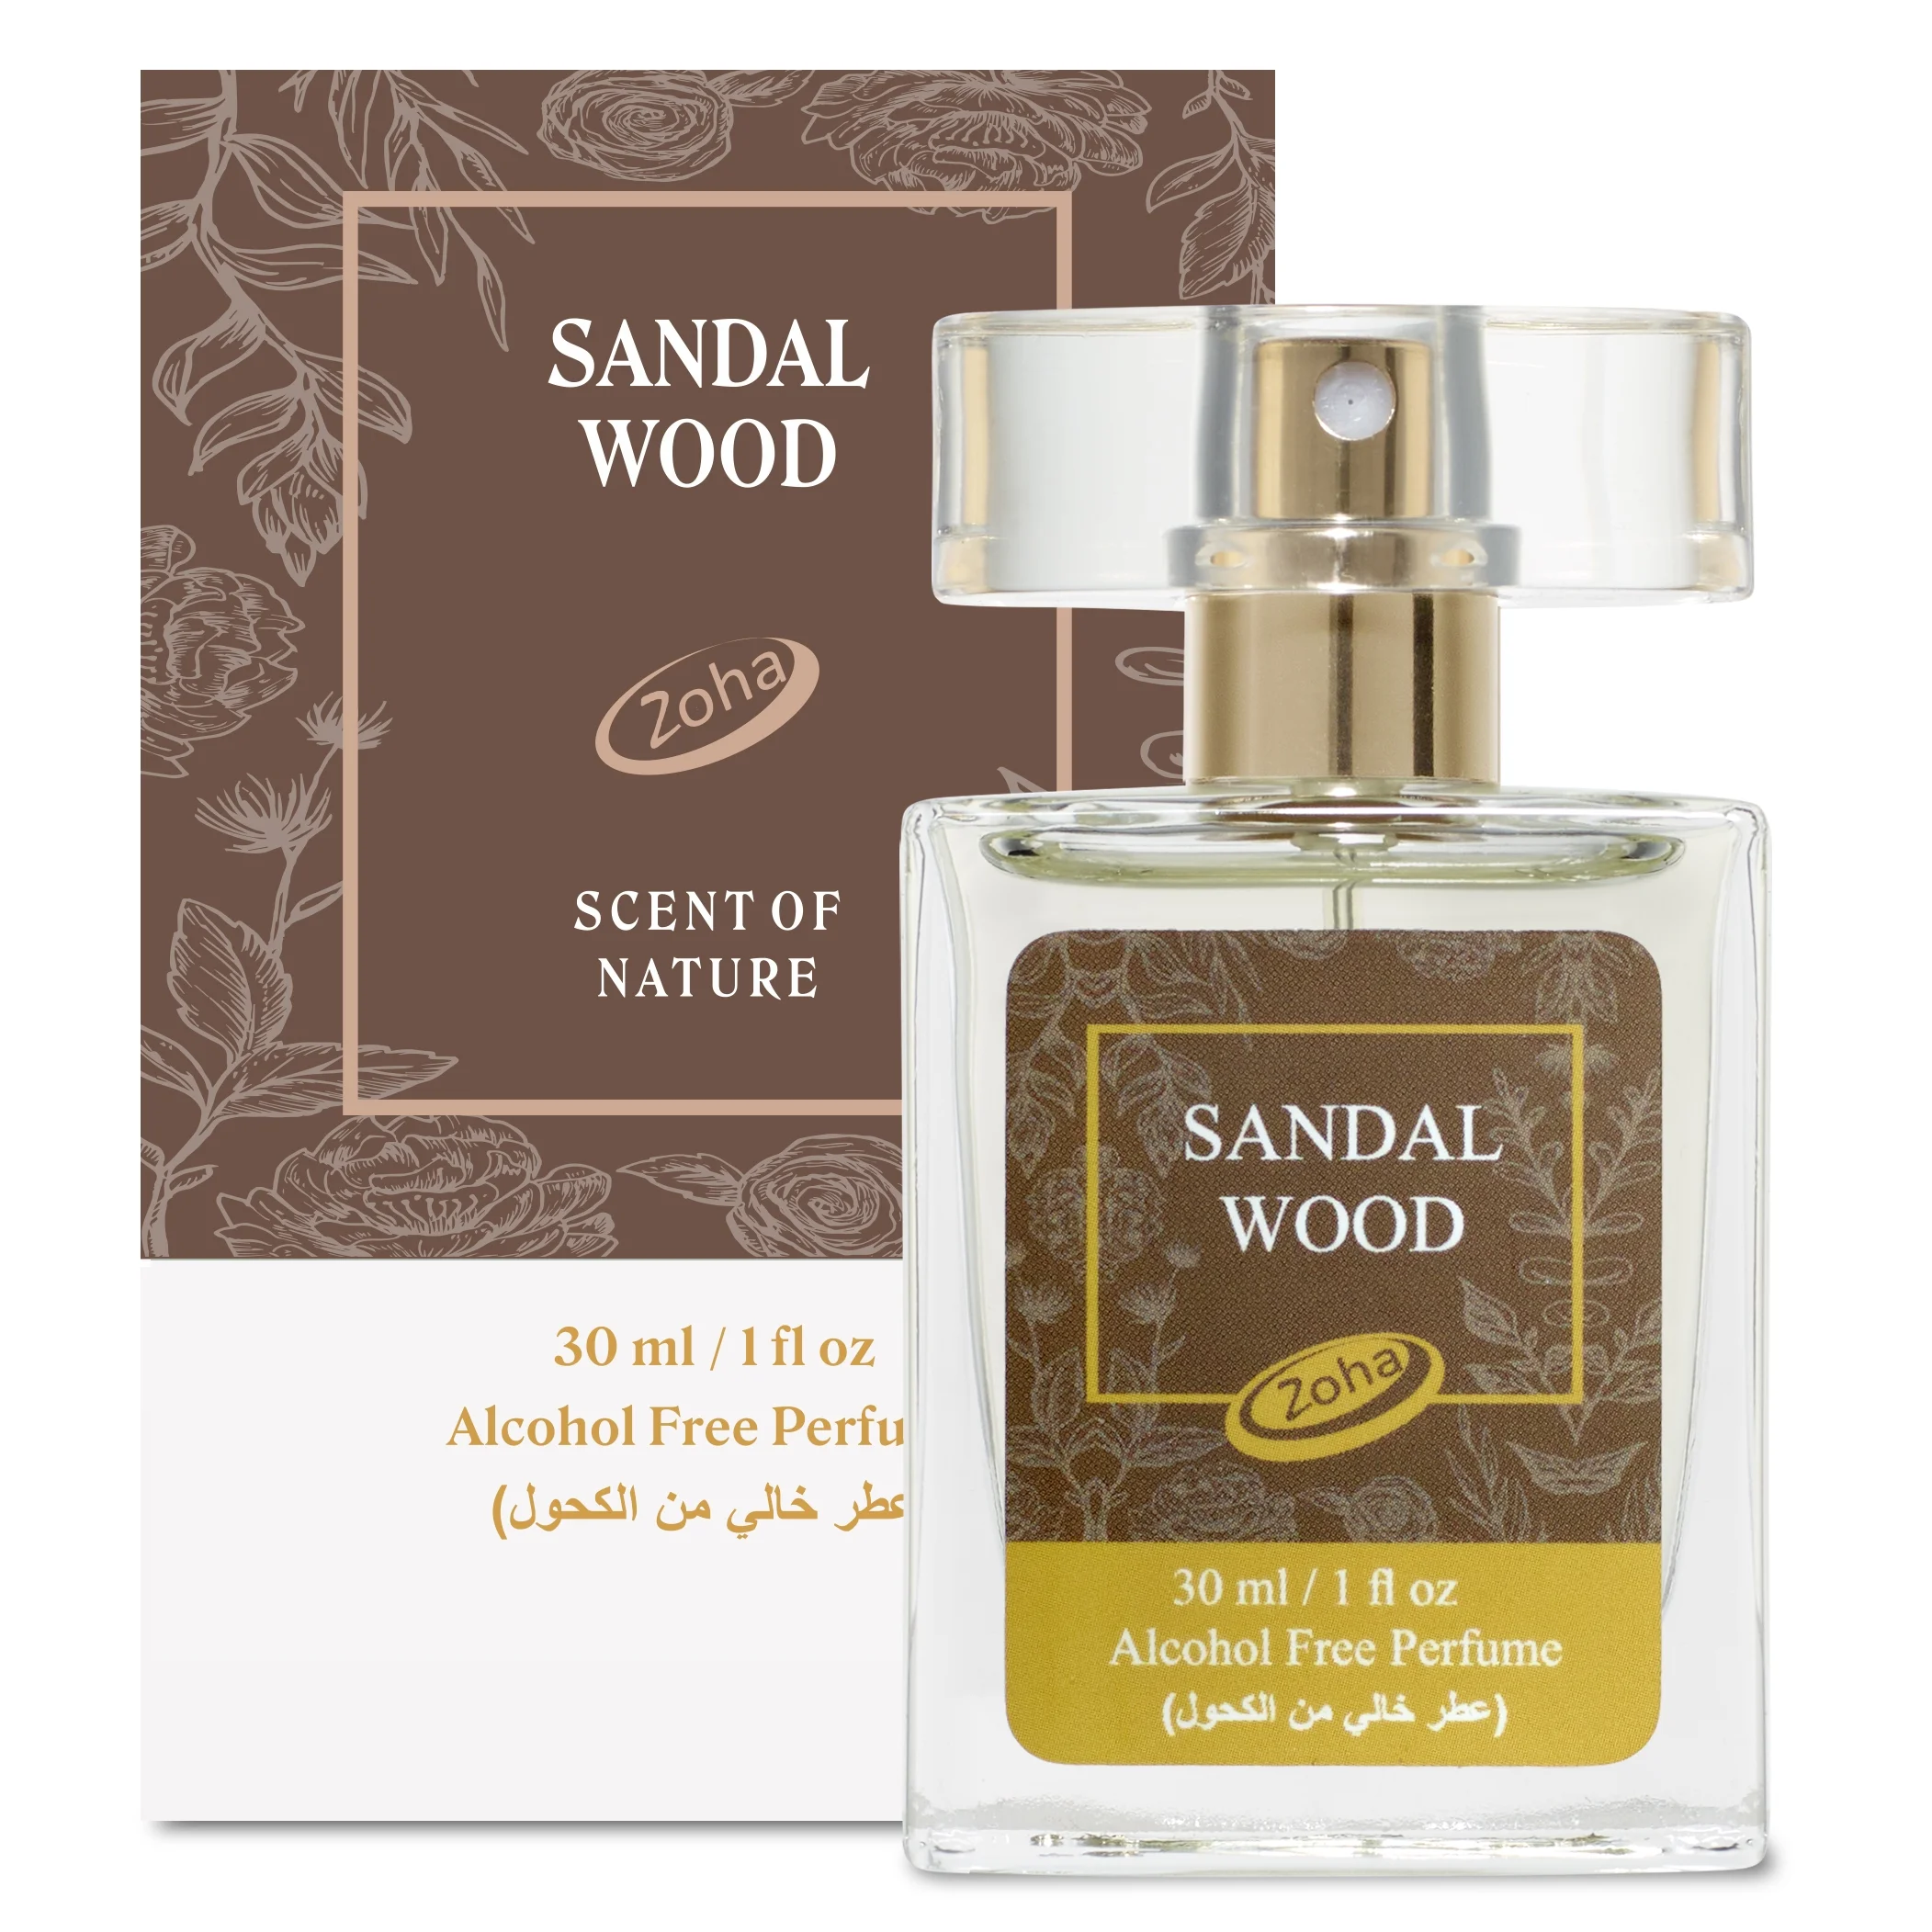 SANDAL
WOOD
Zoha
SCENT OF
NATURE
30 ml / 1 fl oz
Alcohol Free
عطر خالي من الكحول)
SANDAL
WOOD
Zoha
30 ml / 1 fl oz
Alcohol Free Perfume
(عطر خالي من الكحول)